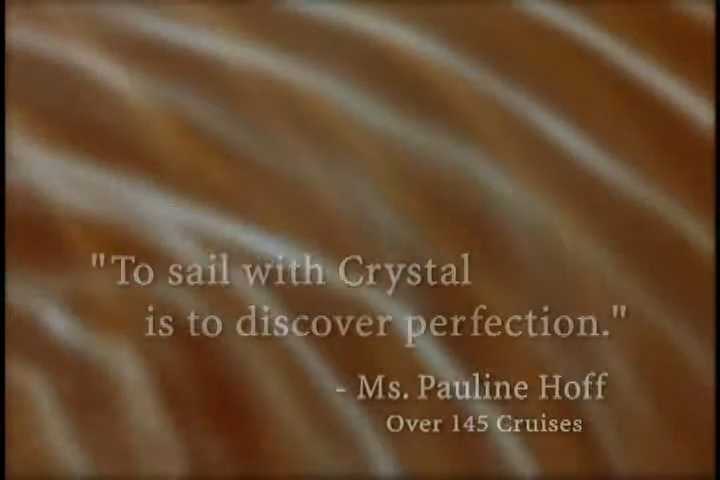 "To sail with Crystal
is to discover perfection."
- Ms. Pauline Hoff
Over 145 Cruises